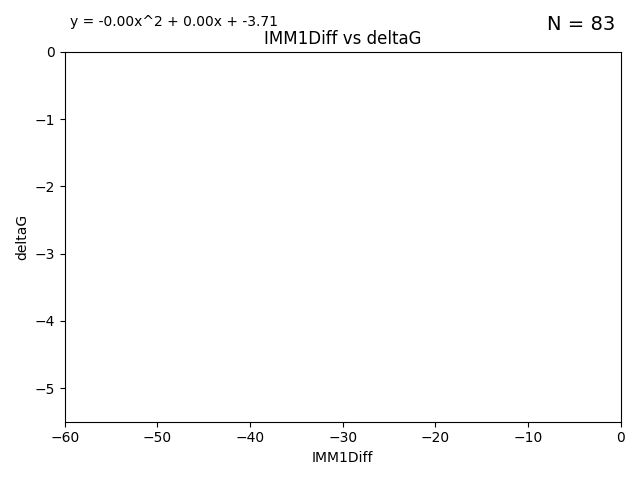 y = -0.00x^2 + 0.00x + -3.71
N = 83
IMM1Diff vs deltaG
0
−1
−2
−3
−4
−5
deltaG
−60 −50 −40 −30 −20 −10 0
IMM1Diff